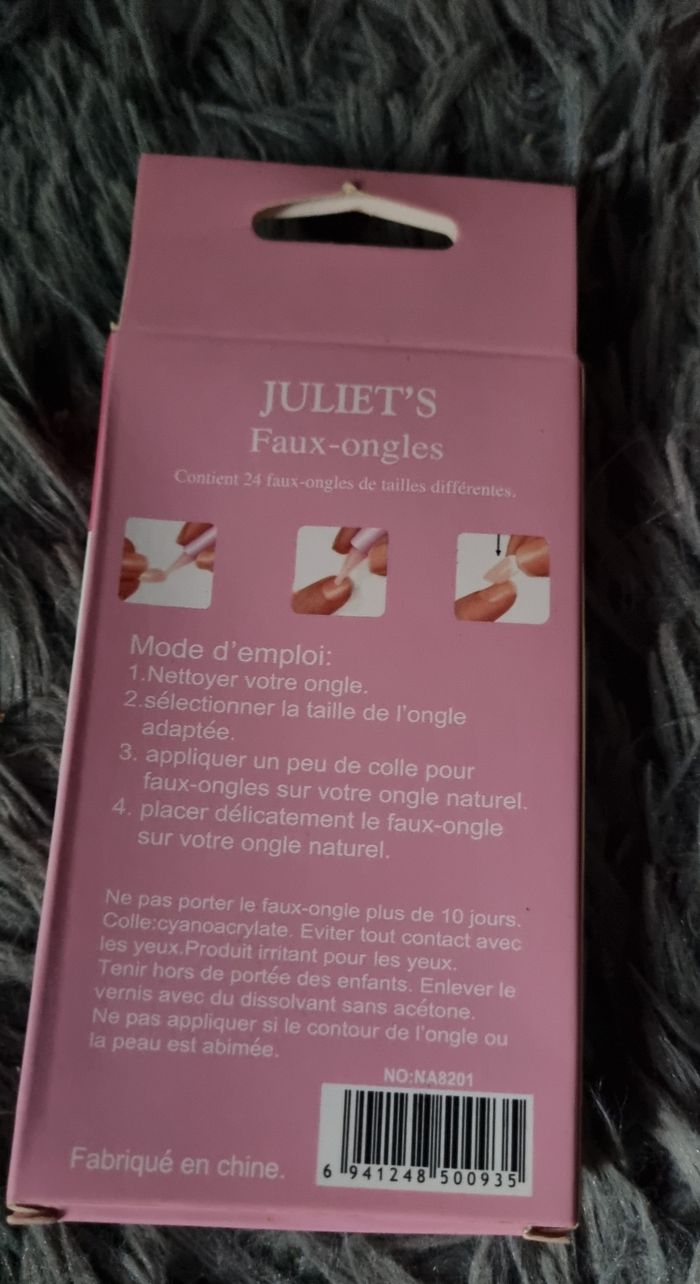 JULIET'S
Faux-ongles
Contient 24 faux-ongles de tailles différentes.
Mode d'emploi:
1.Nettoyer votre ongle.
2.sélectionner la taille de l'ongle
adaptée.
3. appliquer un peu de colle pour
faux-ongles sur votre ongle naturel.
4. placer délicatement le faux-ongle
sur votre ongle naturel.
Ne pas porter le faux-ongle plus de 10 jours.
Colle:cyanoacrylate. Eviter tout contact avec
les yeux.Produit irritant pour les yeux.
Tenir hors de portée des enfants. Enlever le
vernis avec du dissolvant sans acétone.
Ne pas appliquer si le contour de l'ongle ou
la peau est abimée.
NO:NA8201
Fabriqué en chine.
6 941248 500935